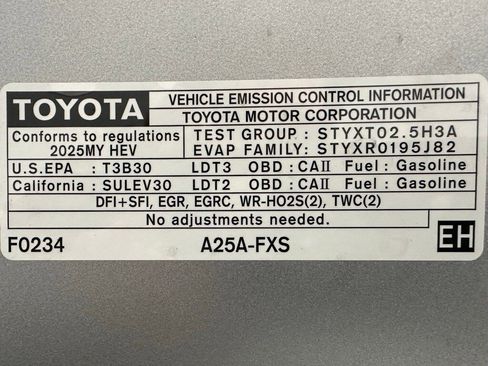 TOYOTA
VEHICLE EMISSION CONTROL INFORMATION
TOYOTA MOTOR CORPORATION
Conforms to regulations
2025MY HEV
TEST GROUP : STYXT02.5H3A
EVAP FAMILY: STYXR0195J82
U.S.EPA : T3B30 LDT3 OBD : CAII Fuel : Gasoline
California : SULEV30 LDT2 OBD : CAII Fuel : Gasoline
DFI+SFI, EGR, EGRC, WR-HO2S(2), TWC(2)
No adjustments needed.
F0234 A25A-FXS EH